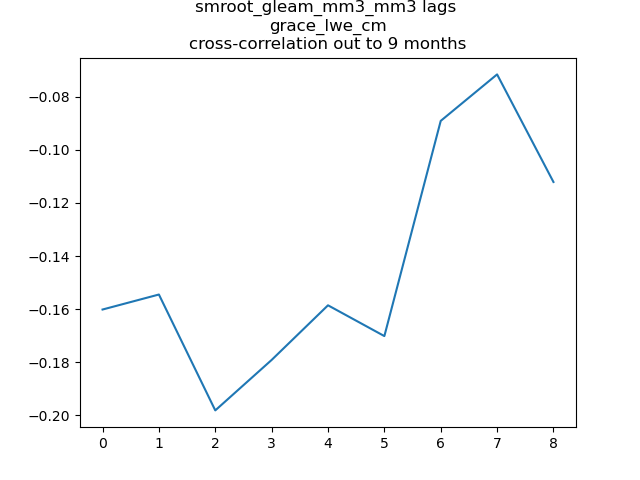 smroot_gleam_mm3_mm3 lags
grace_lwe_cm
cross-correlation out to 9 months
−0.08
−0.10
−0.12
−0.14
−0.16
−0.18
−0.20
0 1 2 3 4 5 6 7 8